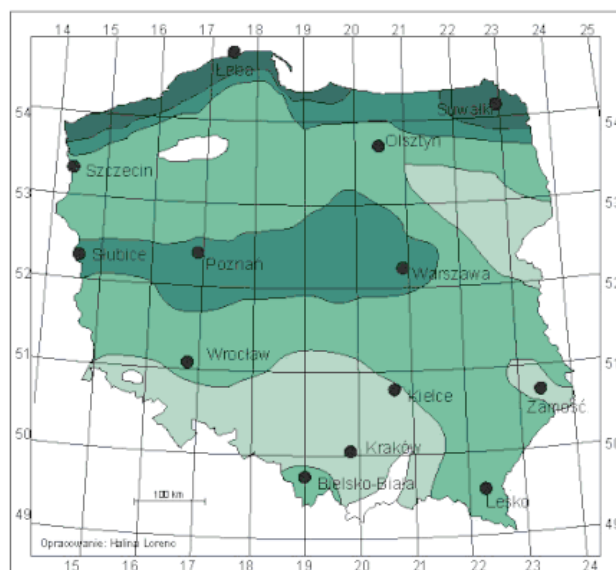 14 15 16 17 18 19 20 21 22 23 24 25
Łeba
54 Suwałki 54
Olsztyn
Szczecin
53 53
Słubice Poznań Warszawa
52 52
Wrocław
51 51
Kielce Zamość
50 Kraków 50
Bielsko-Biała
100 km Lesko
49 49
Opracowanie: Halina Lorenc
15 16 17 18 19 20 21 22 23 24